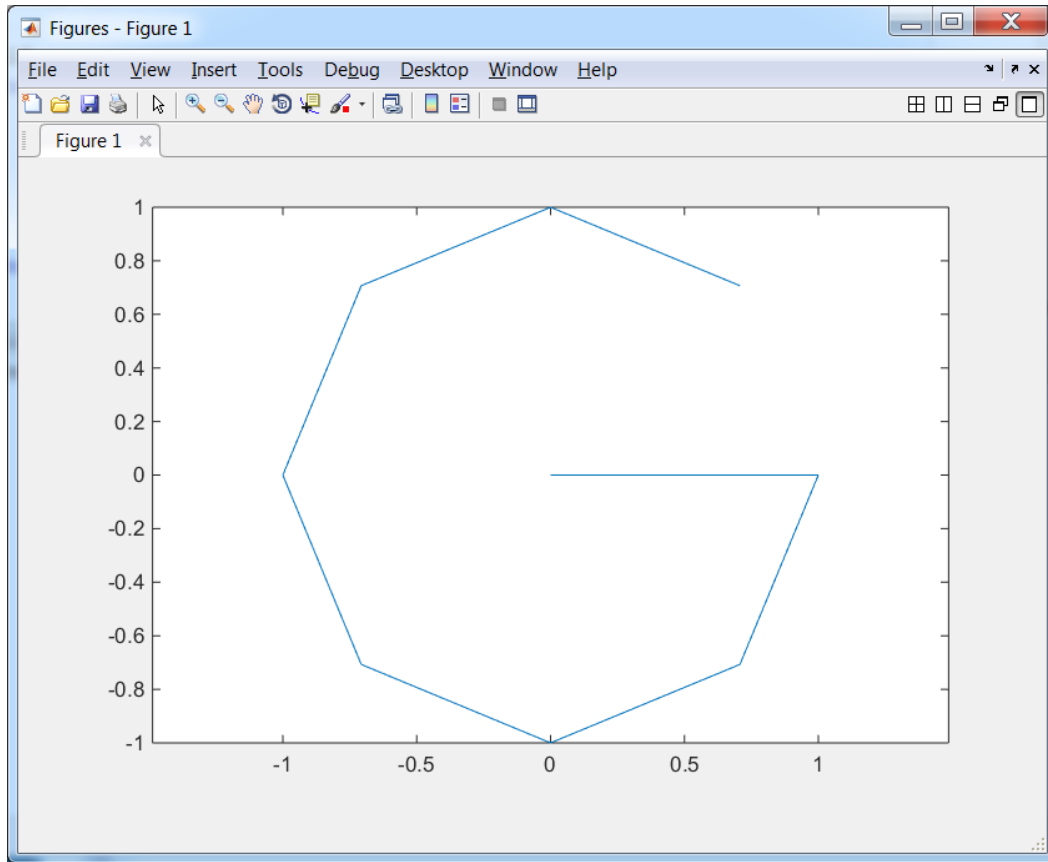 Figures - Figure 1
File Edit View Insert Tools Debug Desktop Window Help
Figure 1
1
0.8
0.6
0.4
0.2
0
-0.2
-0.4
-0.6
-0.8
-1
-1 -0.5 0 0.5 1